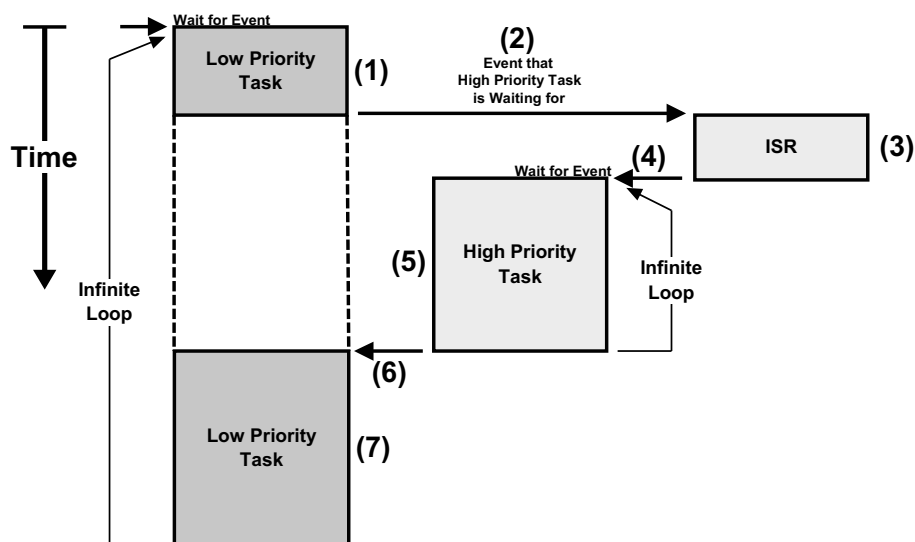 Wait for Event
Low Priority
Task
(1)
(2)
Event that
High Priority Task
is Waiting for
ISR
(3)
Time
Wait for Event
(4)
High Priority
Task
(5)
Infinite
Loop
Infinite
Loop
(6)
Low Priority
Task
(7)